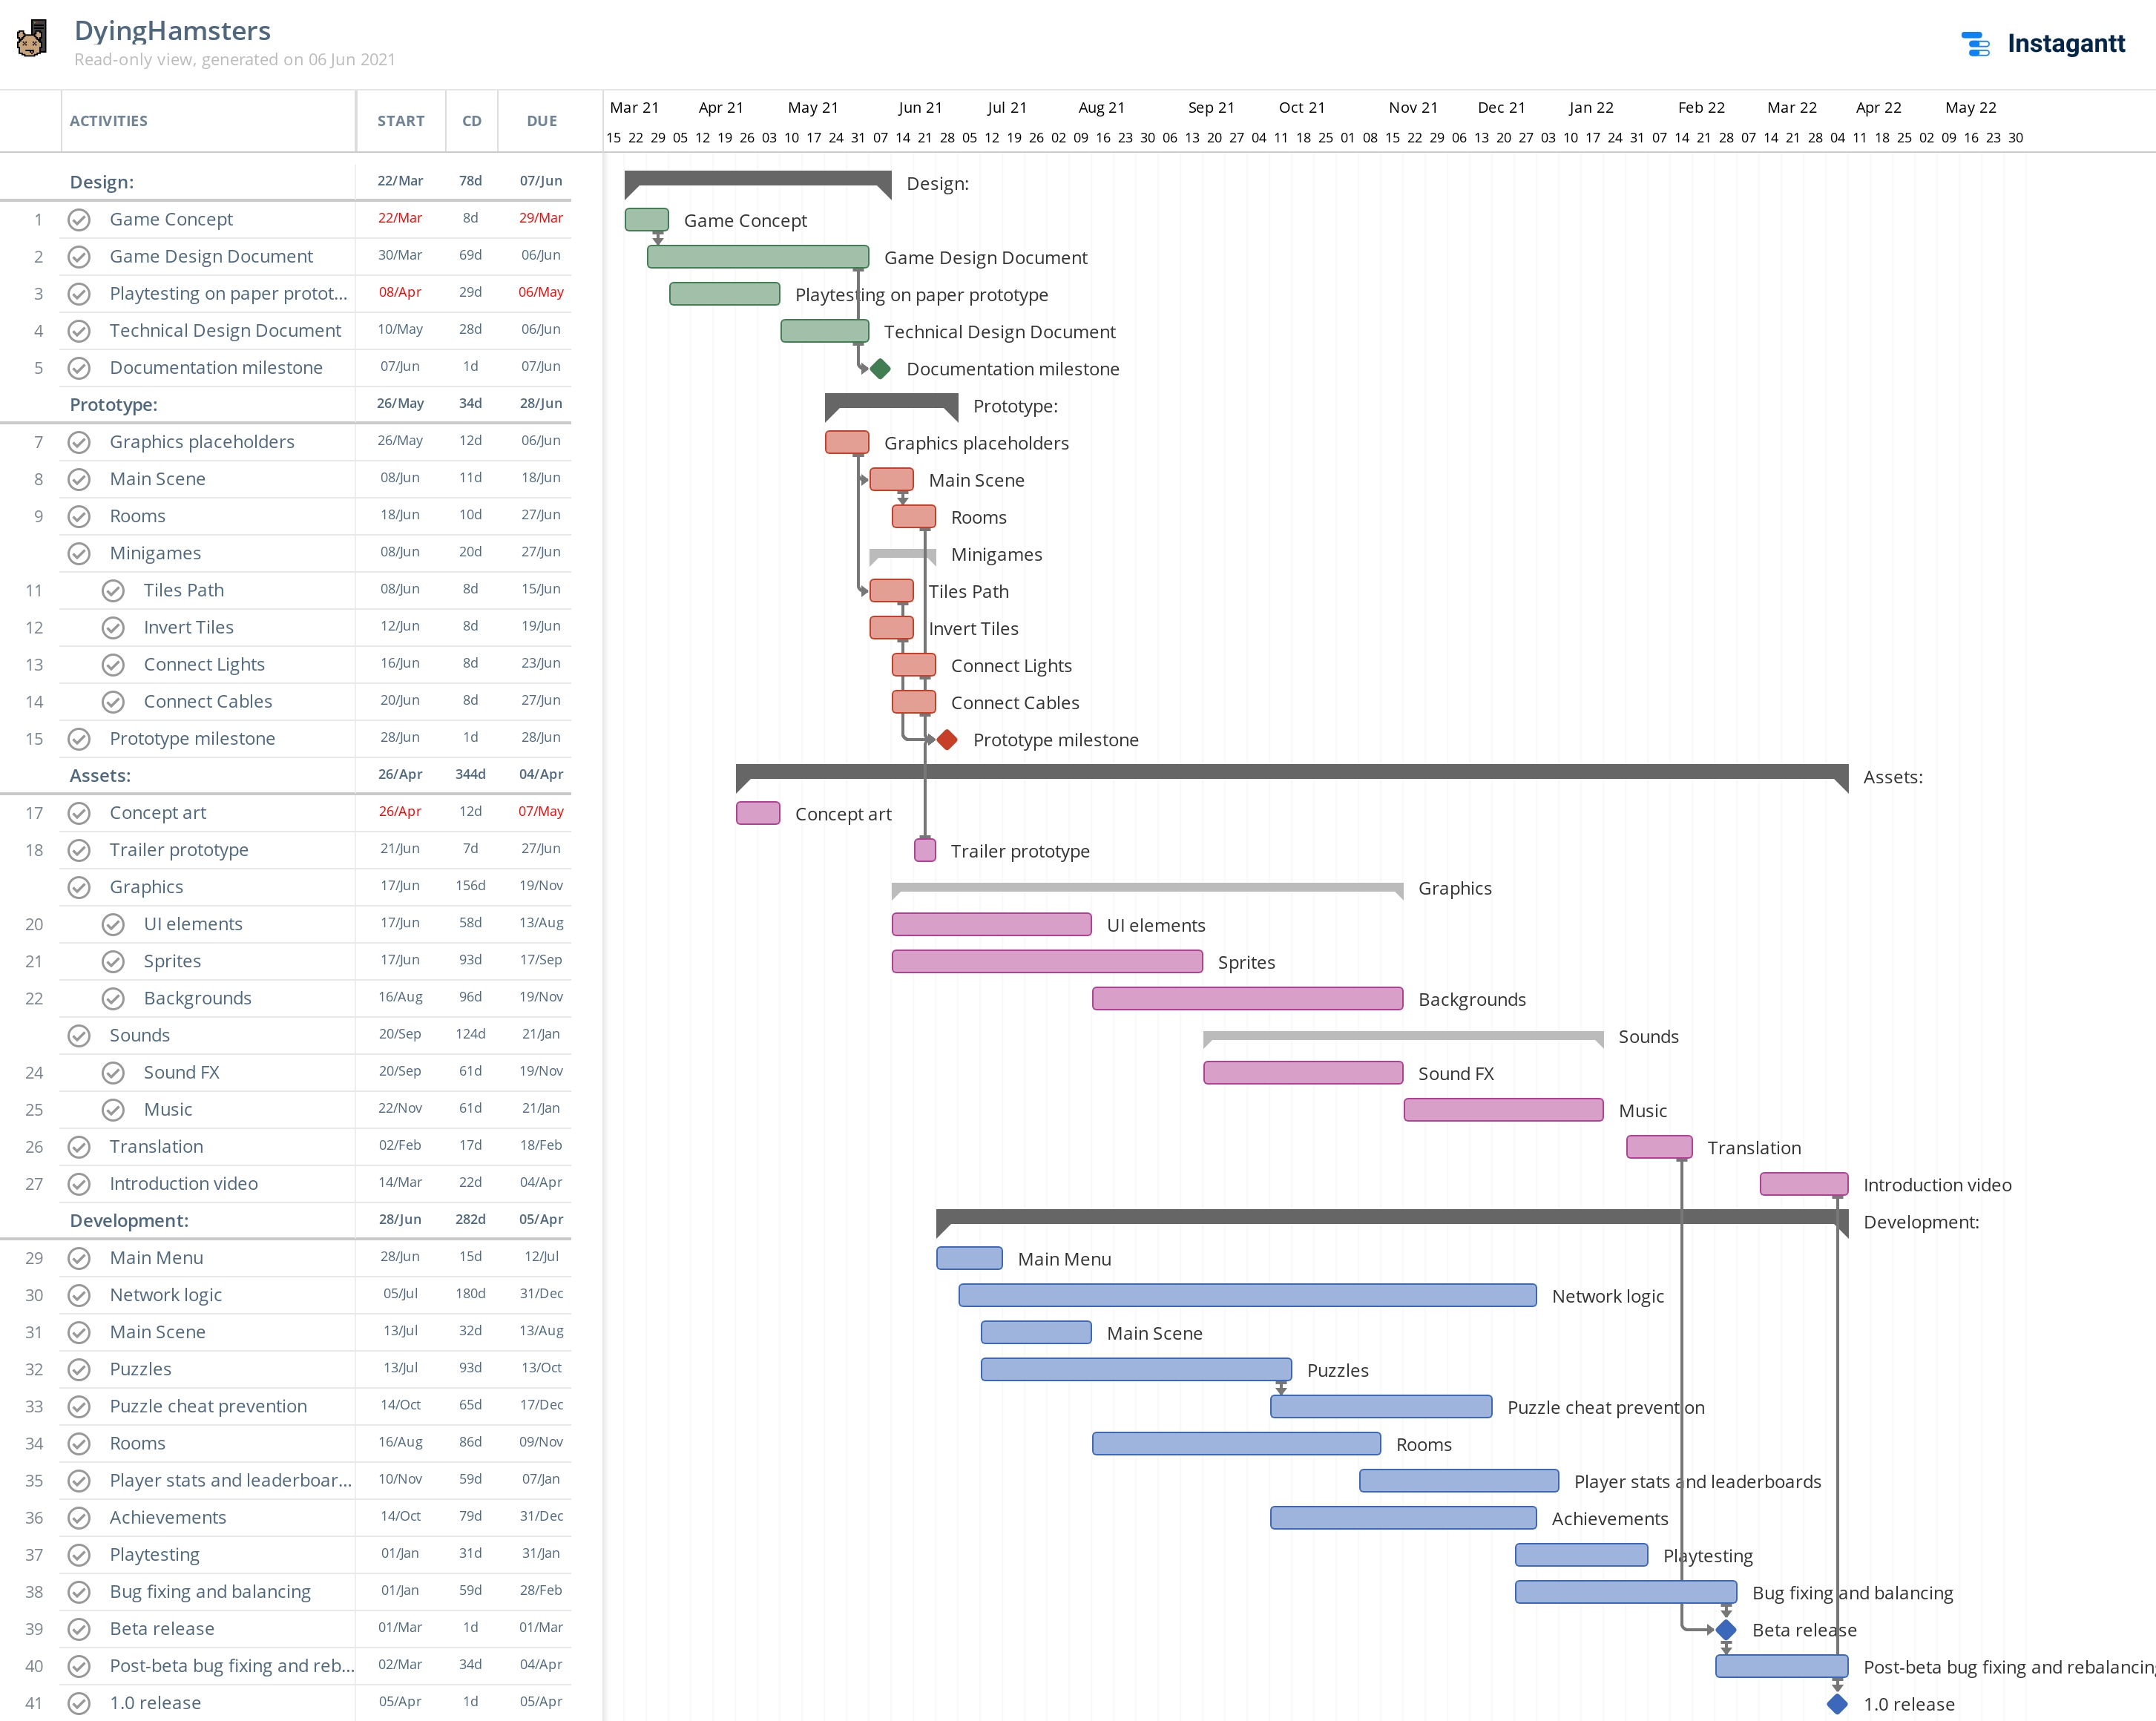 DyingHamsters
Read-only view, generated on 06 Jun 2021
Instagantt
ACTIVITIES START CD DUE
Mar 21 Apr 21 May 21 Jun 21 Jul 21 Aug 21 Sep 21 Oct 21 Nov 21 Dec 21 Jan 22 Feb 22 Mar 22 Apr 22 May 22
15 22 29 05 12 19 26 03 10 17 24 31 07 14 21 28 05 12 19 26 02 09 16 23 30 06 13 20 27 04 11 18 25 01 08 15 22 29 06 13 20 27 03 10 17 24 31 07 14 21 28 07 14 21 28 04 11 18 25 02 09 16 23 30
Design: 22/Mar 78d 07/Jun Design:
1 Game Concept 22/Mar 8d 29/Mar Game Concept
2 Game Design Document 30/Mar 69d 06/Jun Game Design Document
3 Playtesting on paper protot... 08/Apr 29d 06/May Playtesting on paper prototype
4 Technical Design Document 10/May 28d 06/Jun Technical Design Document
5 Documentation milestone 07/Jun 1d 07/Jun Documentation milestone
Prototype: 26/May 34d 28/Jun Prototype:
7 Graphics placeholders 26/May 12d 06/Jun Graphics placeholders
8 Main Scene 08/Jun 11d 18/Jun Main Scene
9 Rooms 18/Jun 10d 27/Jun Rooms
Minigames 08/Jun 20d 27/Jun Minigames
11 Tiles Path 08/Jun 8d 15/Jun Tiles Path
12 Invert Tiles 12/Jun 8d 19/Jun Invert Tiles
13 Connect Lights 16/Jun 8d 23/Jun Connect Lights
14 Connect Cables 20/Jun 8d 27/Jun Connect Cables
15 Prototype milestone 28/Jun 1d 28/Jun Prototype milestone
Assets: 26/Apr 344d 04/Apr Assets:
17 Concept art 26/Apr 12d 07/May Concept art
18 Trailer prototype 21/Jun 7d 27/Jun Trailer prototype
Graphics 17/Jun 156d 19/Nov Graphics
20 UI elements 17/Jun 58d 13/Aug UI elements
21 Sprites 17/Jun 93d 17/Sep Sprites
22 Backgrounds 16/Aug 96d 19/Nov Backgrounds
Sounds 20/Sep 124d 21/Jan Sounds
24 Sound FX 20/Sep 61d 19/Nov Sound FX
25 Music 22/Nov 61d 21/Jan Music
26 Translation 02/Feb 17d 18/Feb Translation
27 Introduction video 14/Mar 22d 04/Apr Introduction video
Development: 28/Jun 282d 05/Apr Development:
29 Main Menu 28/Jun 15d 12/Jul Main Menu
30 Network logic 05/Jul 180d 31/Dec Network logic
31 Main Scene 13/Jul 32d 13/Aug Main Scene
32 Puzzles 13/Jul 93d 13/Oct Puzzles
33 Puzzle cheat prevention 14/Oct 65d 17/Dec Puzzle cheat prevention
34 Rooms 16/Aug 86d 09/Nov Rooms
35 Player stats and leaderboar... 10/Nov 59d 07/Jan Player stats and leaderboards
36 Achievements 14/Oct 79d 31/Dec Achievements
37 Playtesting 01/Jan 31d 31/Jan Playtesting
38 Bug fixing and balancing 01/Jan 59d 28/Feb Bug fixing and balancing
39 Beta release 01/Mar 1d 01/Mar Beta release
40 Post-beta bug fixing and reb... 02/Mar 34d 04/Apr Post-beta bug fixing and rebalancing
41 1.0 release 05/Apr 1d 05/Apr 1.0 release